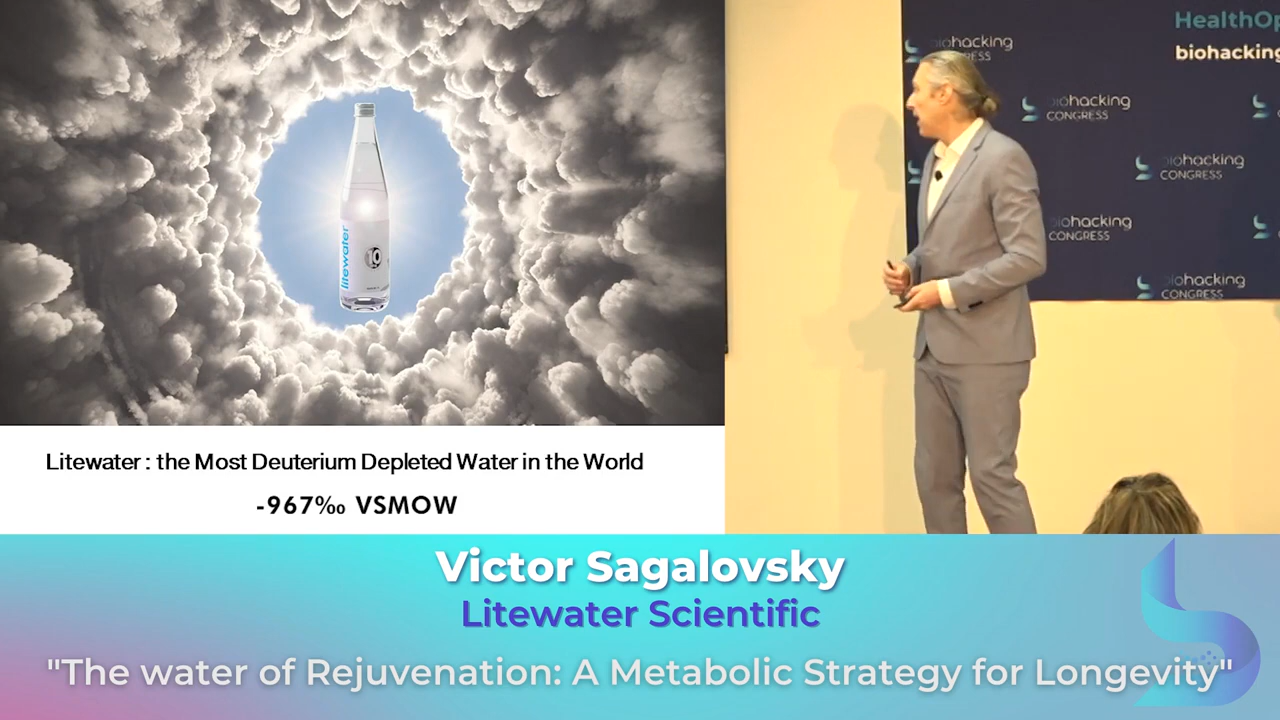 litewater
Litewater : the Most Deuterium Depleted Water in the World
-967‰ VSMOW
HealthOp
biohacking
biohacking
CONGRESS
biohacking
CONGRESS
biohacking
CONGRESS
biohacking
CONGRESS
biohacking
CONGRESS
Victor Sagalovsky
Litewater Scientific
"The water of Rejuvenation: A Metabolic Strategy for Longevity"